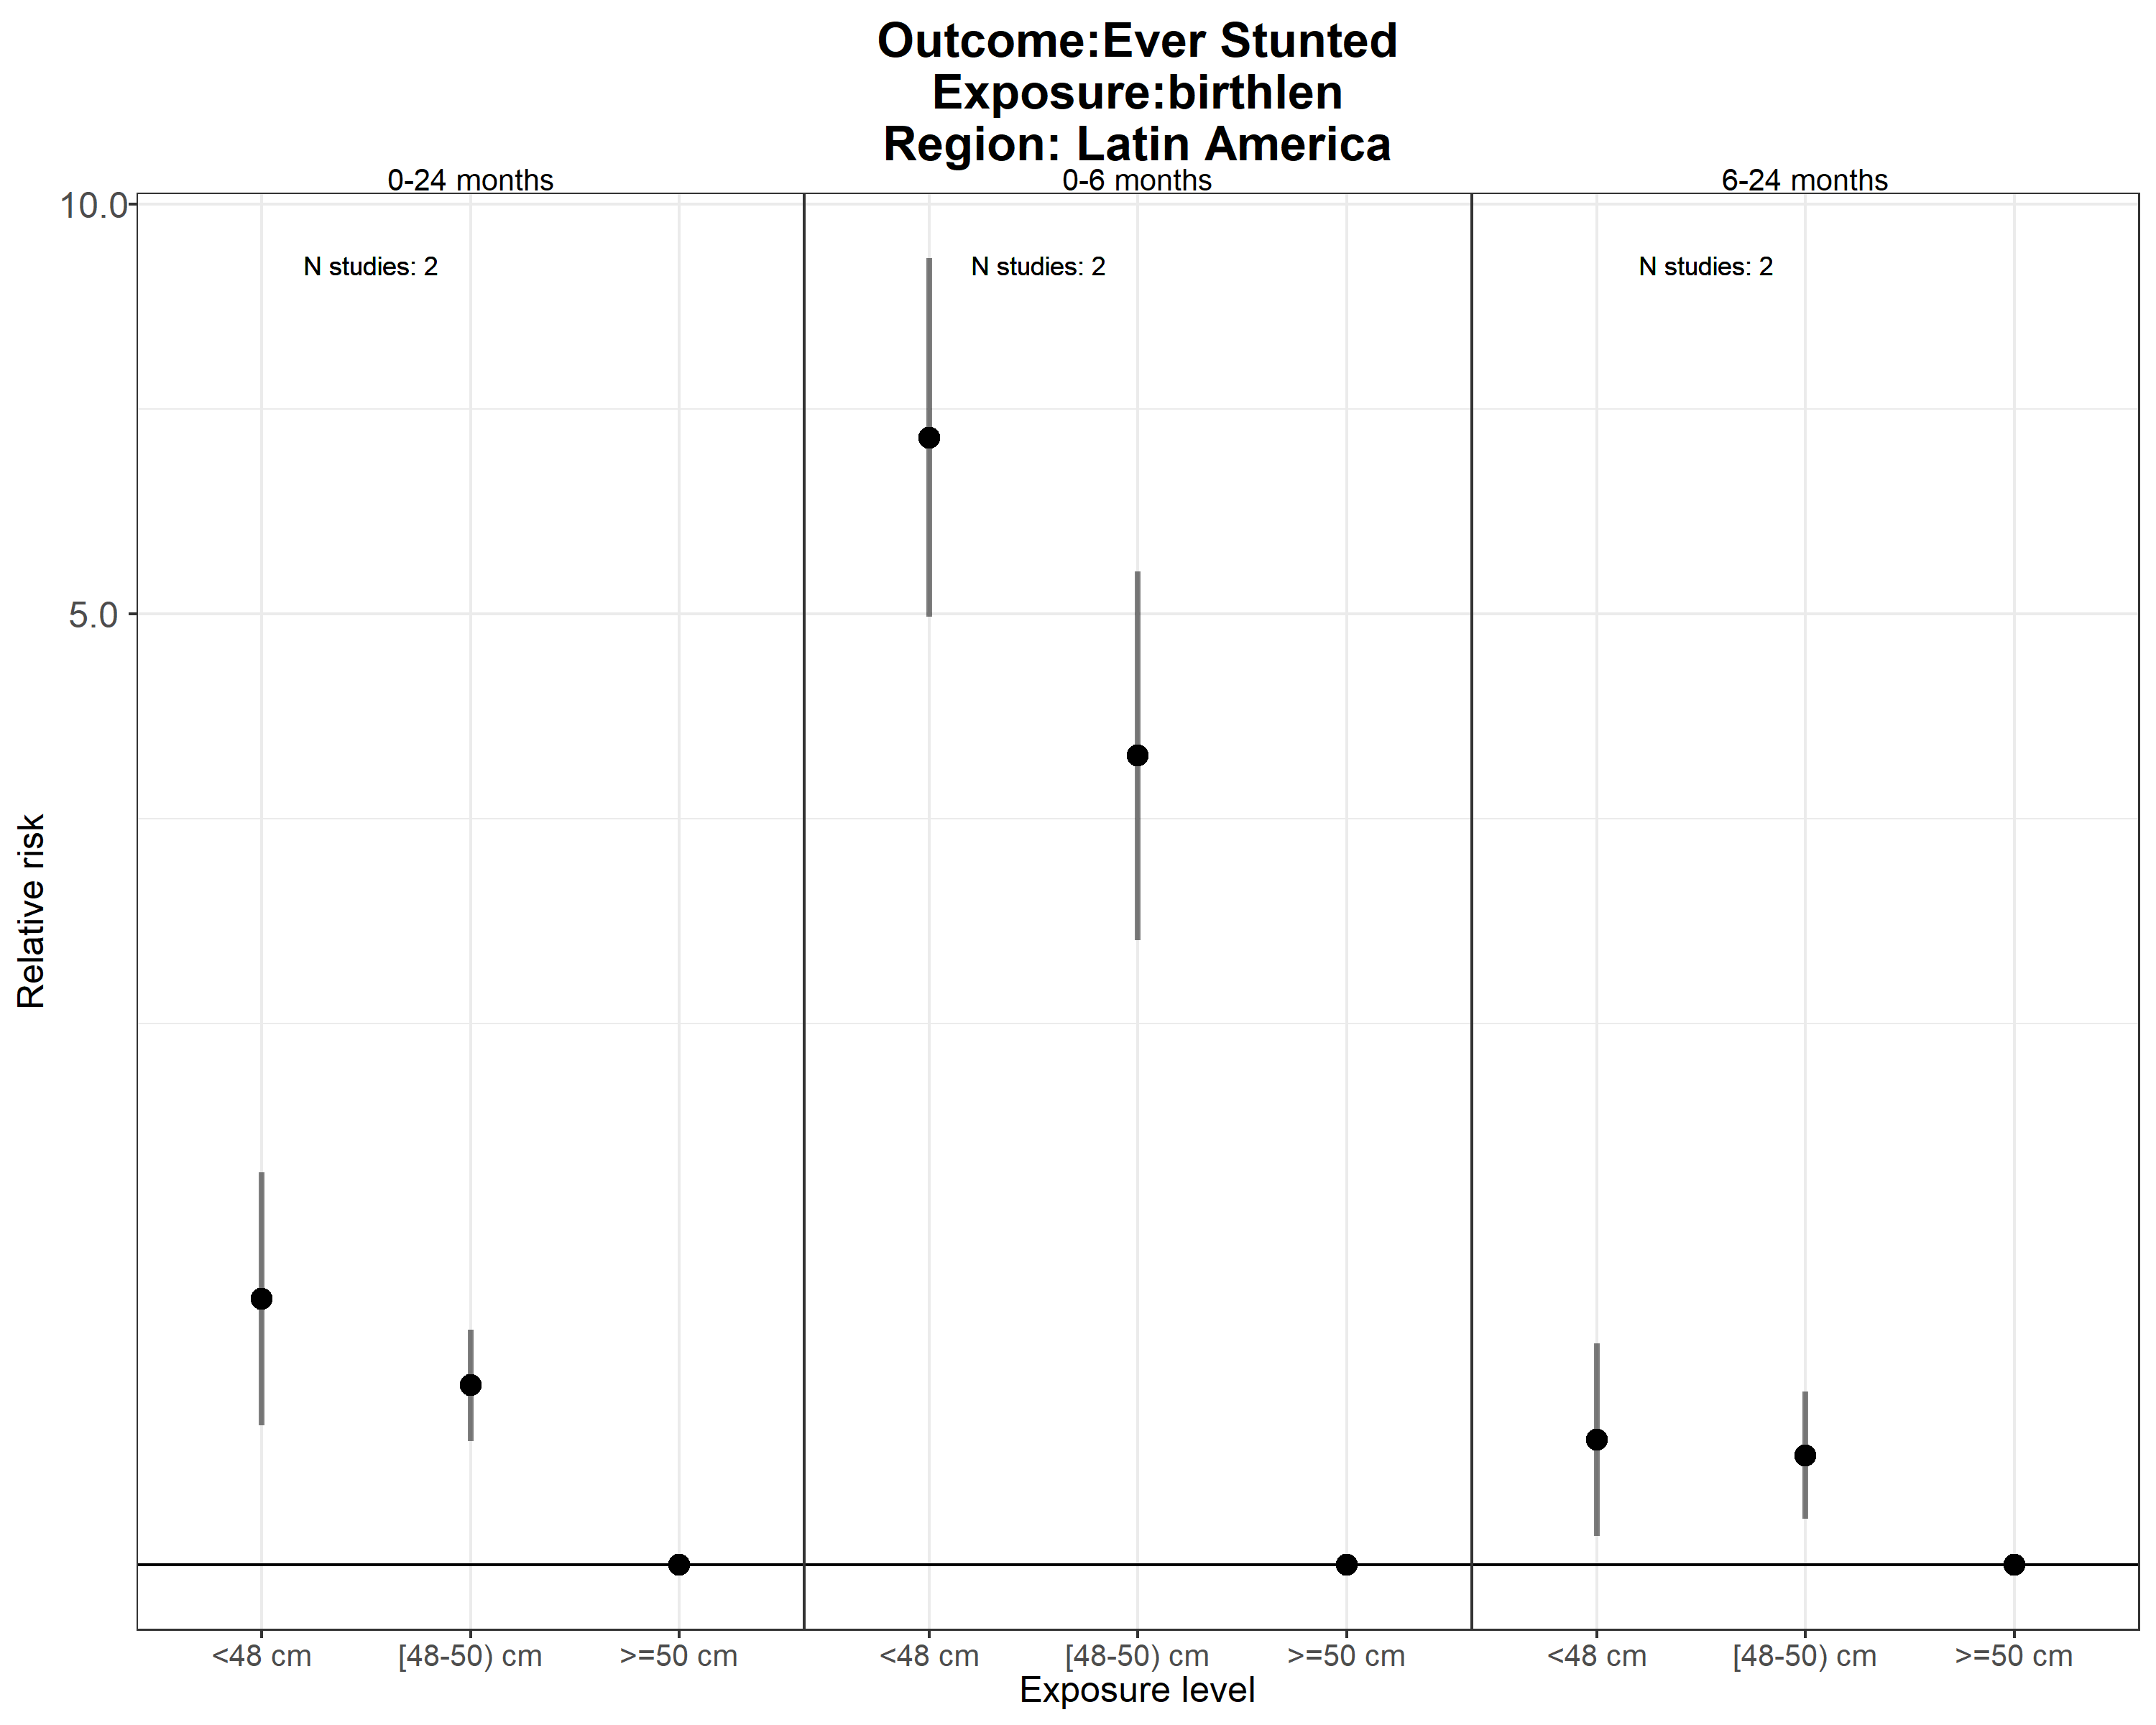 Outcome:Ever Stunted
Exposure:birthlen
Region: Latin America
0-24 months
0-6 months
6-24 months
10.0
5.0
N studies: 2
N studies: 2
N studies: 2
Relative risk
<48 cm
[48-50) cm
>=50 cm
<48 cm
[48-50) cm
>=50 cm
<48 cm
[48-50) cm
>=50 cm
Exposure level